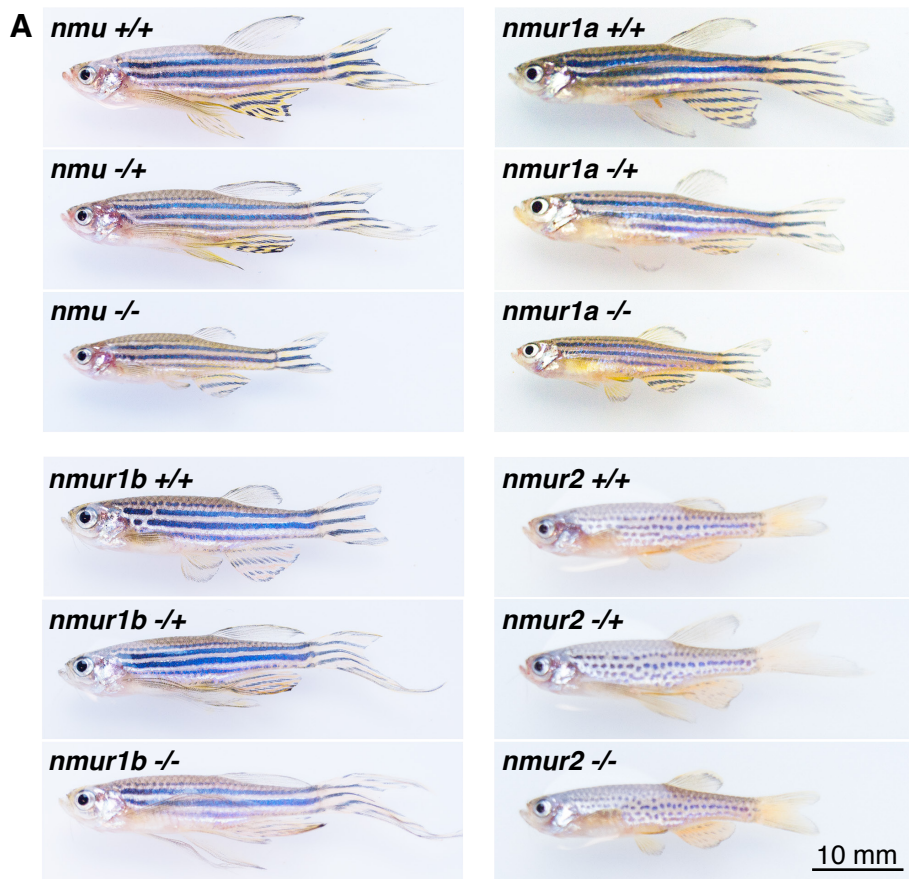 A
nmu +/+
nmu -/+
nmu -/-
nmur1a +/+
nmur1a -/+
nmur1a -/-
nmur1b +/+
nmur1b -/+
nmur1b -/-
nmur2 +/+
nmur2 -/+
nmur2 -/-
10 mm